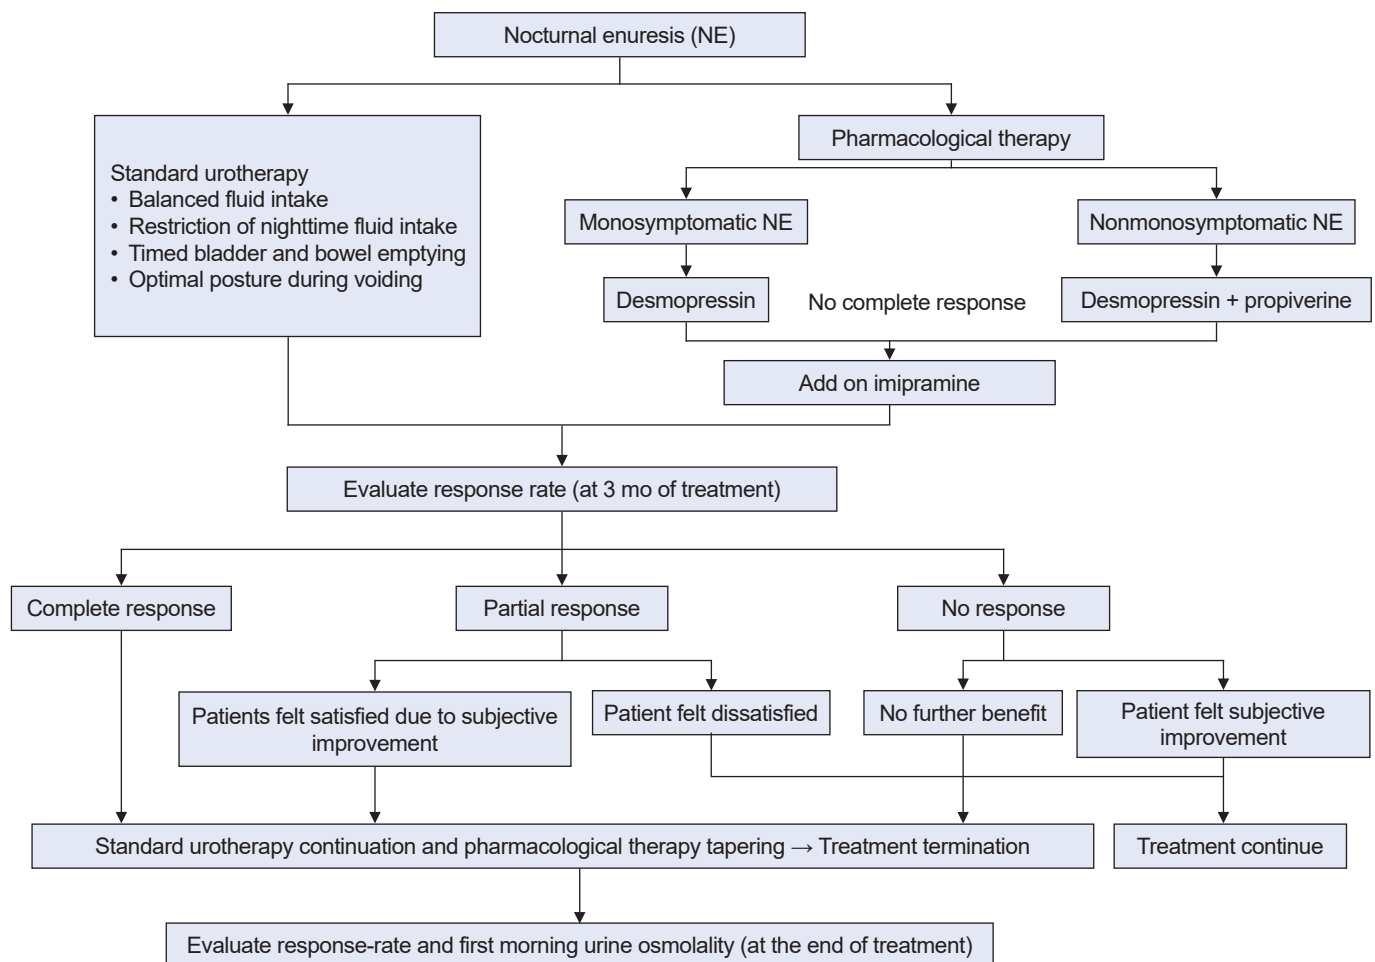 Nocturnal enuresis (NE)
Standard urotherapy
• Balanced fluid intake
• Restriction of nighttime fluid intake
• Timed bladder and bowel emptying
• Optimal posture during voiding
Pharmacological therapy
Monosymptomatic NE
Nonmonosymptomatic NE
Desmopressin
No complete response
Desmopressin + propiverine
Add on imipramine
Evaluate response rate (at 3 mo of treatment)
Complete response
Partial response
No response
Patients felt satisfied due to subjective
improvement
Patient felt dissatisfied
No further benefit
Patient felt subjective
improvement
Standard urotherapy continuation and pharmacological therapy tapering → Treatment termination
Treatment continue
Evaluate response-rate and first morning urine osmolality (at the end of treatment)